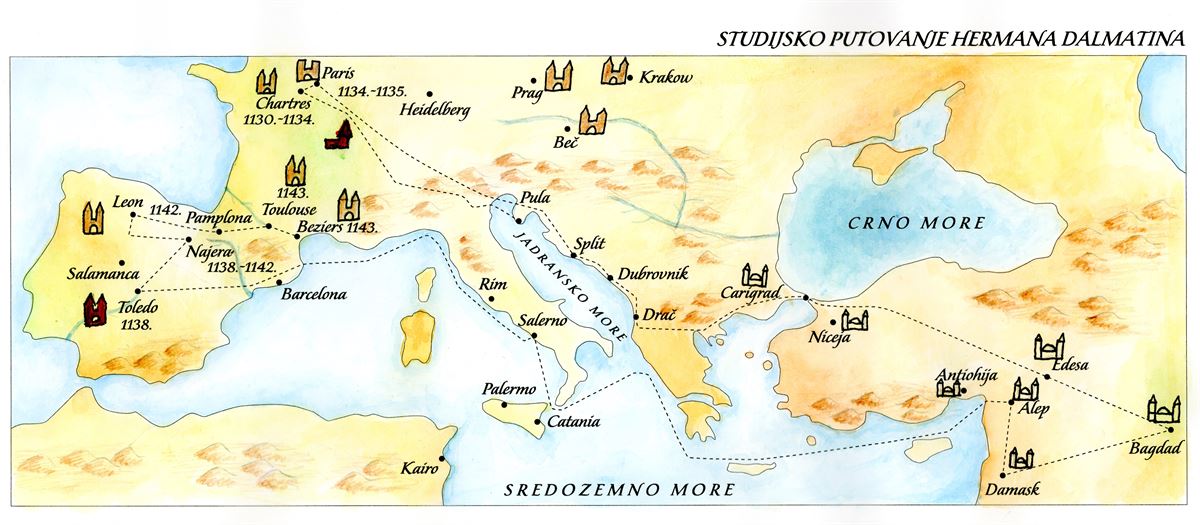 STUDIJSKO PUTOVANJE HERMANA DALMATINA
Paris
1134.-1135.
Chartres
1130.-1134.
Heidelberg
Prag
Krakow
Beč
1143.
Toulouse
Beziers 1143.
Leon
1142.
Pamplona
Najera
1138.-1142.
Salamanca
Toledo
1138.
Barcelona
Pula
Split
Dubrovnik
Drač
JADRANSKO MORE
Rim
Salerno
Palermo
Catania
Kairo
CRNO MORE
Carigrad
Niceja
Antiohija
Edesa
Alep
Bagdad
Damask
SREDOZEMNO MORE